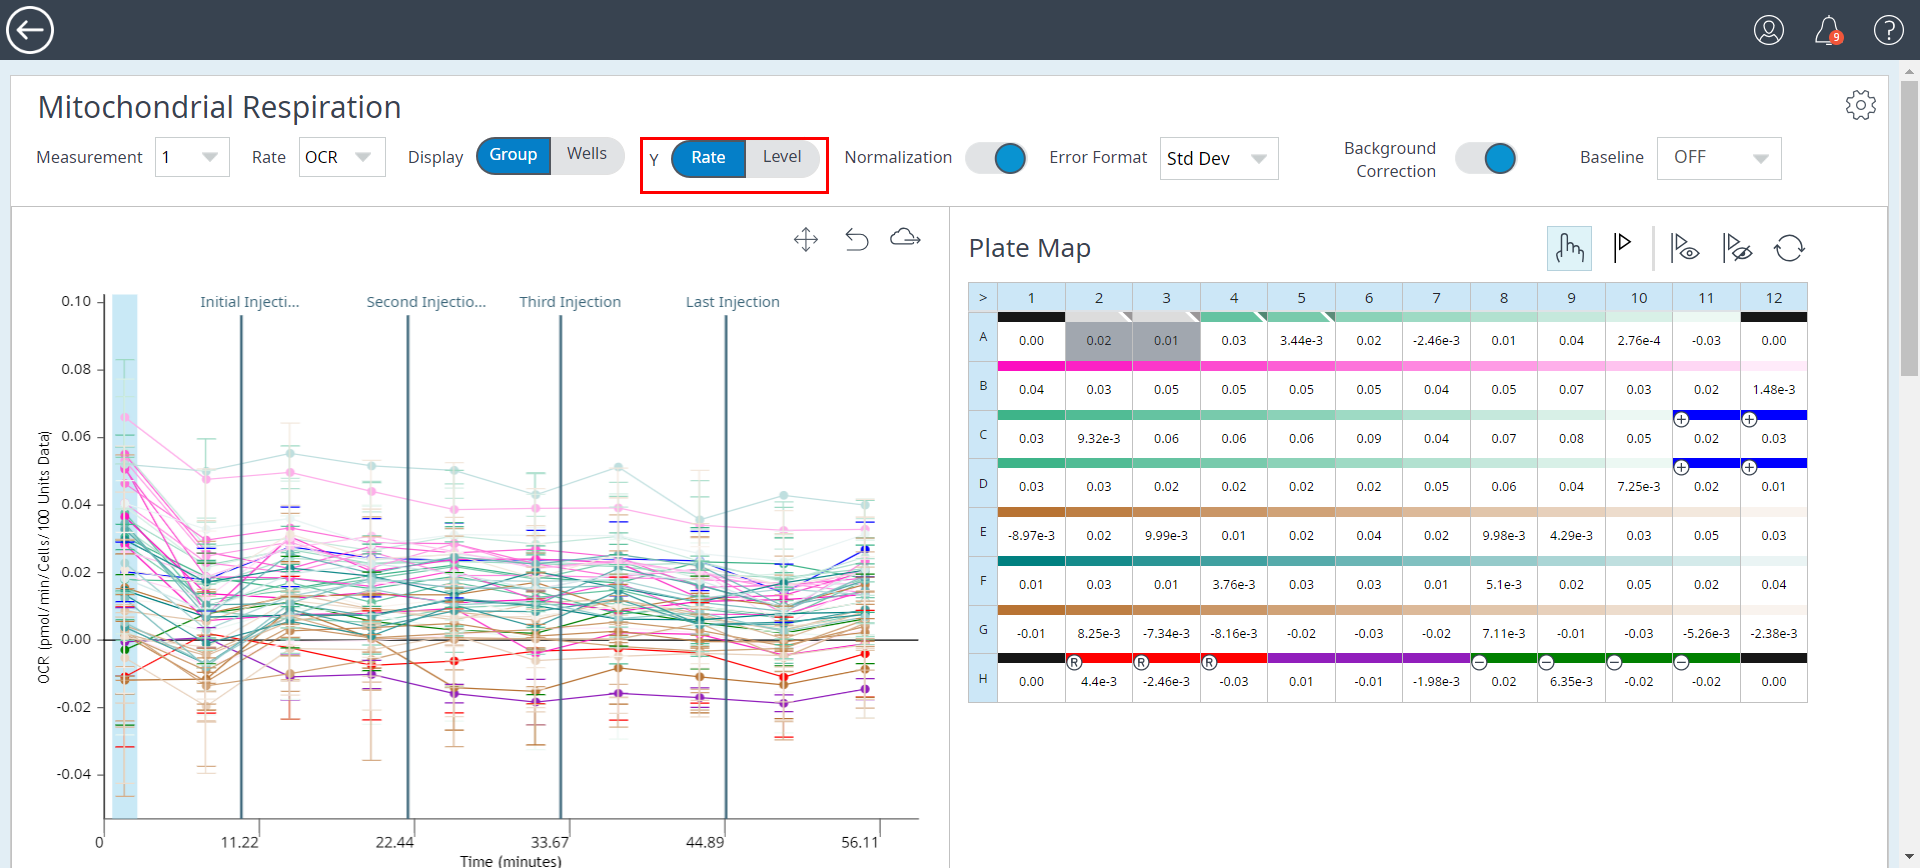 9
Mitochondrial Respiration
Measurement 1 Rate OCR Display Group Wells Y Rate Level Normalization Error Format Std Dev Background Correction Baseline OFF
Plate Map
Initial Injecti... Second Injectio... Third Injection Last Injection
0.10
0.08
0.06
0.04
0.02
0.00
-0.02
-0.04
OCR (pmol/min/Cells/100 Units Data)
0 11.22 22.44 33.67 44.89 56.11
Time (minutes)
> 1 2 3 4 5 6 7 8 9 10 11 12
A 0.00 0.02 0.01 0.03 3.44e-3 0.02 -2.46e-3 0.01 0.04 2.76e-4 -0.03 0.00
B 0.04 0.03 0.05 0.05 0.05 0.05 0.04 0.05 0.07 0.03 0.02 1.48e-3
+ +
C 0.03 9.32e-3 0.06 0.06 0.06 0.09 0.04 0.07 0.08 0.05 0.02 0.03
+ +
D 0.03 0.03 0.02 0.02 0.02 0.02 0.05 0.06 0.04 7.25e-3 0.02 0.01
E -8.97e-3 0.02 9.99e-3 0.01 0.02 0.04 0.02 9.98e-3 4.29e-3 0.03 0.05 0.03
F 0.01 0.03 0.01 3.76e-3 0.03 0.03 0.01 5.1e-3 0.02 0.05 0.02 0.04
G -0.01 8.25e-3 -7.34e-3 -8.16e-3 -0.02 -0.03 -0.02 7.11e-3 -0.01 -0.03 -5.26e-3 -2.38e-3
R R R − − − −
H 0.00 4.4e-3 -2.46e-3 -0.03 0.01 -0.01 -1.98e-3 0.02 6.35e-3 -0.02 -0.02 0.00